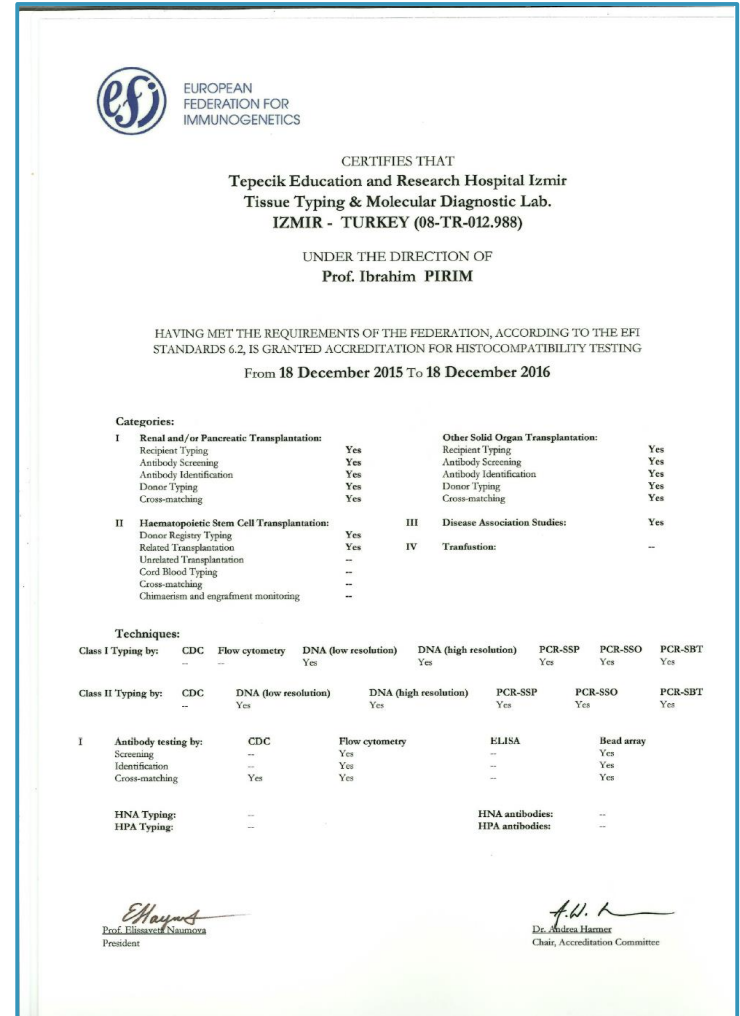 efi
EUROPEAN
FEDERATION FOR
IMMUNOGENETICS
CERTIFIES THAT
Tepecik Education and Research Hospital Izmir
Tissue Typing & Molecular Diagnostic Lab.
IZMIR - TURKEY (08-TR-012.988)
UNDER THE DIRECTION OF
Prof. Ibrahim PIRIM
HAVING MET THE REQUIREMENTS OF THE FEDERATION, ACCORDING TO THE EFI
STANDARDS 6.2, IS GRANTED ACCREDITATION FOR HISTOCOMPATIBILITY TESTING
From 18 December 2015 To 18 December 2016
Categories:
I Renal and/or Pancreatic Transplantation: Other Solid Organ Transplantation:
Recipient Typing Yes Recipient Typing Yes
Antibody Screening Yes Antibody Screening Yes
Antibody Identification Yes Antibody Identification Yes
Donor Typing Yes Donor Typing Yes
Cross-matching Yes Cross-matching Yes
II Haematopoietic Stem Cell Transplantation: III Disease Association Studies: Yes
Donor Registry Typing Yes
Related Transplantation Yes IV Tranfustion: --
Unrelated Transplantation --
Cord Blood Typing --
Cross-matching --
Chimaerism and engrafment monitoring --
Techniques:
Class I Typing by: CDC Flow cytometry DNA (low resolution) DNA (high resolution) PCR-SSP PCR-SSO PCR-SBT
-- -- Yes Yes Yes Yes Yes
Class II Typing by: CDC DNA (low resolution) DNA (high resolution) PCR-SSP PCR-SSO PCR-SBT
-- Yes Yes Yes Yes Yes
I Antibody testing by: CDC Flow cytometry ELISA Bead array
Screening -- Yes -- Yes
Identification -- Yes -- Yes
Cross-matching Yes Yes -- Yes
HNA Typing: -- HNA antibodies: --
HPA Typing: -- HPA antibodies: --
Prof. Elissaveta Naumova Dr. Andrea Harmer
President Chair, Accreditation Committee